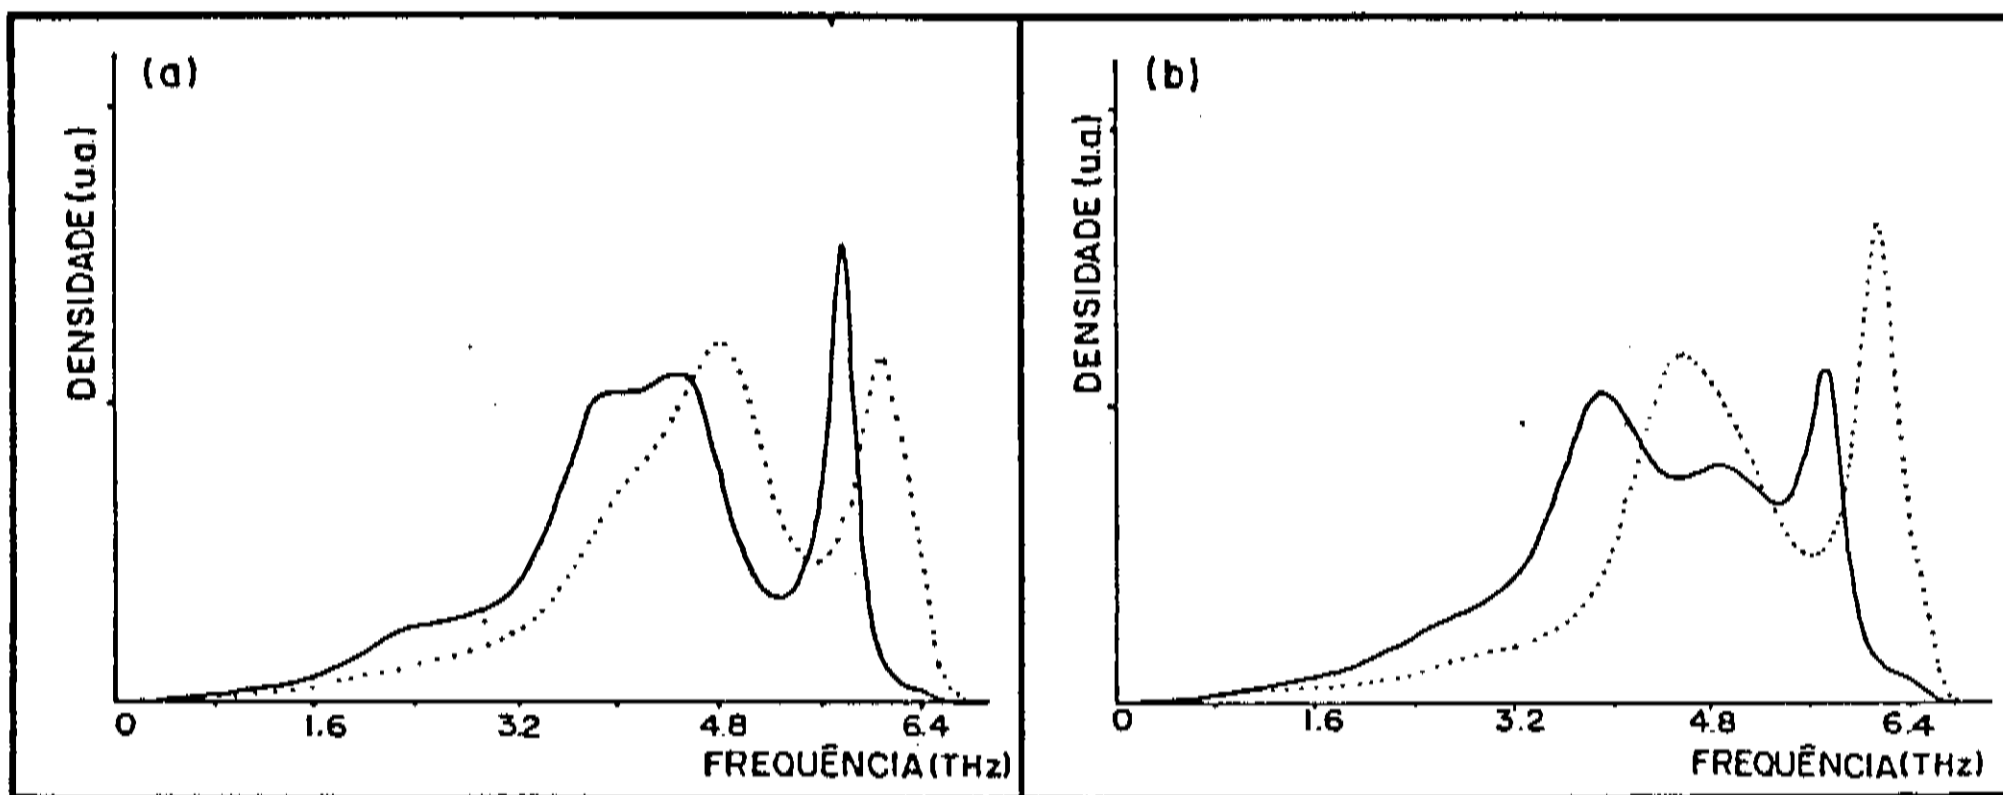 (a)
DENSIDADE (u.a.)
0 1.6 3.2 4.8 6.4
FREQUÊNCIA (THz)
(b)
DENSIDADE (u.a)
0 1.6 3.2 4.8 6.4
FREQUÊNCIA (THz)